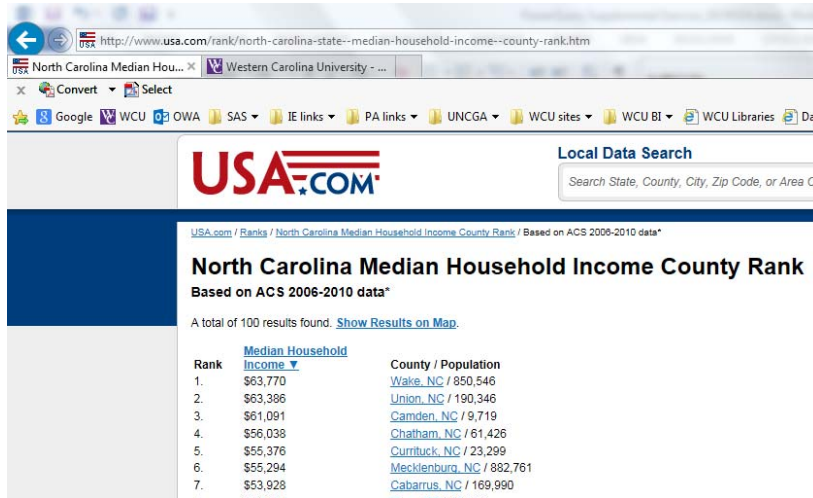 http://www.usa.com/rank/north-carolina-state--median-household-income--county-rank.htm
USA North Carolina Median Hou... × W Western Carolina University - ...
x Convert Select
8 Google W WCU OWA SAS IE links PA links UNCGA WCU sites WCU BI WCU Libraries Da
USA.COM
Local Data Search
Search State, County, City, Zip Code, or Area C
USA.com / Ranks / North Carolina Median Household Income County Rank / Based on ACS 2006-2010 data*
North Carolina Median Household Income County Rank
Based on ACS 2006-2010 data*
A total of 100 results found. Show Results on Map.
Rank Median Household Income ▼ County / Population
1. $63,770 Wake, NC / 850,546
2. $63,386 Union, NC / 190,346
3. $61,091 Camden, NC / 9,719
4. $56,038 Chatham, NC / 61,426
5. $55,376 Currituck, NC / 23,299
6. $55,294 Mecklenburg, NC / 882,761
7. $53,928 Cabarrus, NC / 169,990